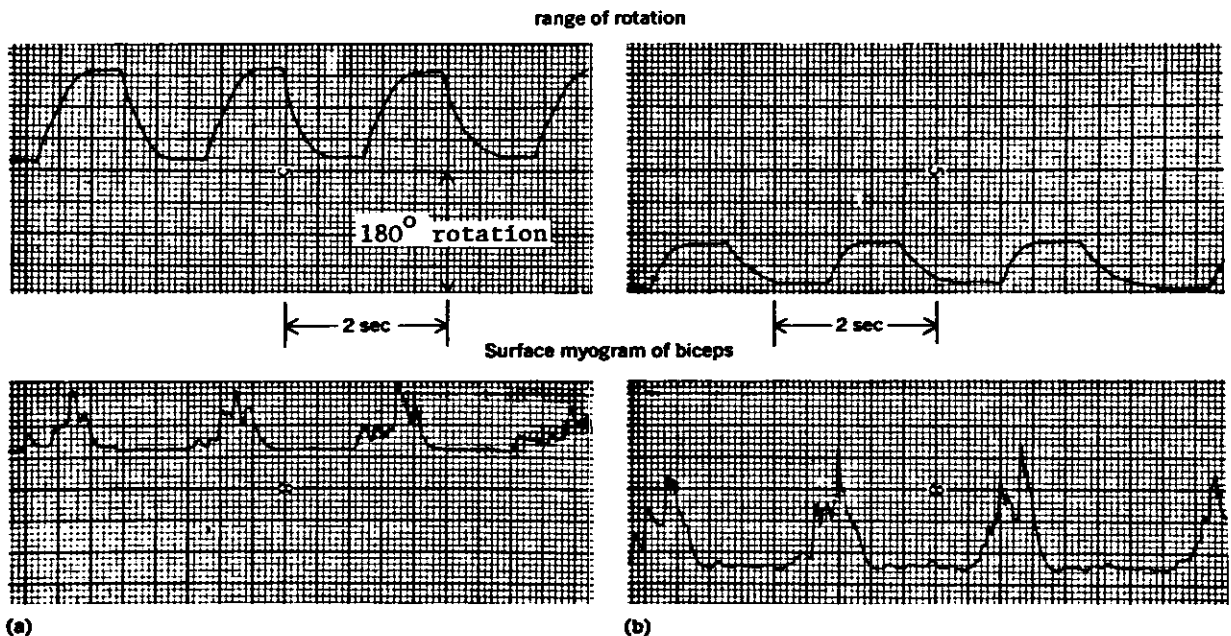 range of rotation
180° rotation
2 sec
2 sec
Surface myogram of biceps
(a)
(b)